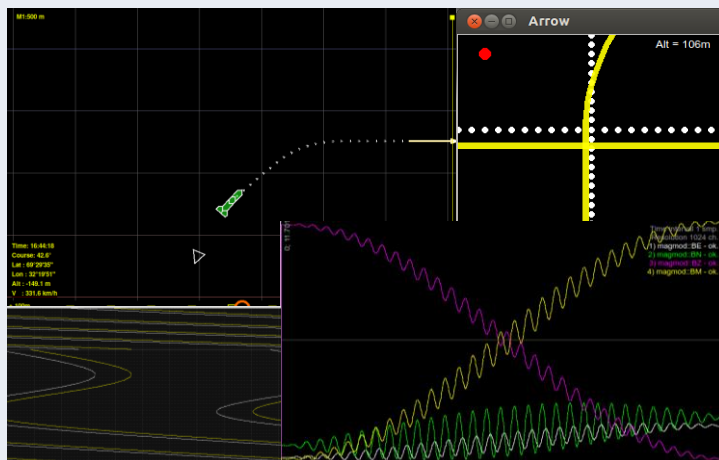 M1:500 m
Arrow
Alt = 106m
Time: 16:44:18
Course: 42.6°
Lat : 69°29'35"
Lon : 32°19'51"
Alt : -149.1 m
V : 331.6 km/h
Resolution 1024 ch.
1) magmod::BE - ok.
2) magmod::BN - ok.
3) magmod::BZ - ok.
4) magmod::BM - ok.